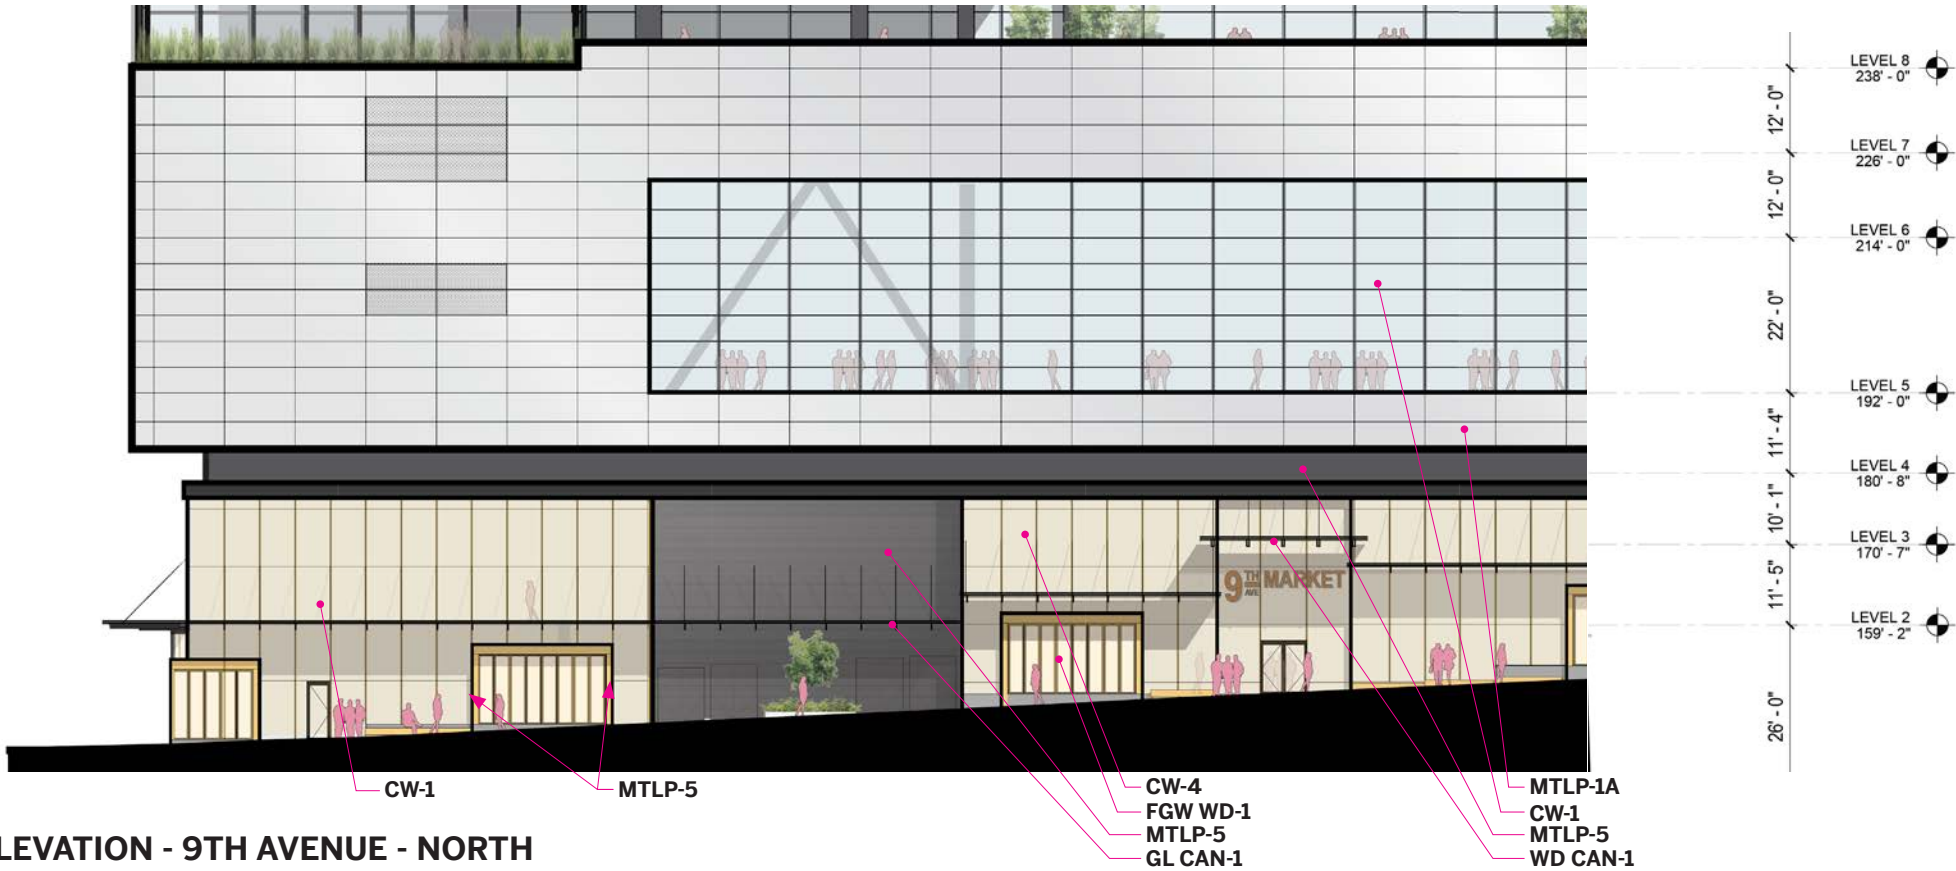 LEVEL 8
238' - 0"
12' - 0"
LEVEL 7
226' - 0"
12' - 0"
LEVEL 6
214' - 0"
22' - 0"
LEVEL 5
192' - 0"
11' - 4"
LEVEL 4
180' - 8"
10' - 1"
LEVEL 3
170' - 7"
11' - 5"
LEVEL 2
159' - 2"
26' - 0"
9TH AVE MARKET
CW-1
MTLP-5
CW-4
FGW WD-1
MTLP-5
GL CAN-1
MTLP-1A
CW-1
MTLP-5
WD CAN-1
LEVATION - 9TH AVENUE - NORTH